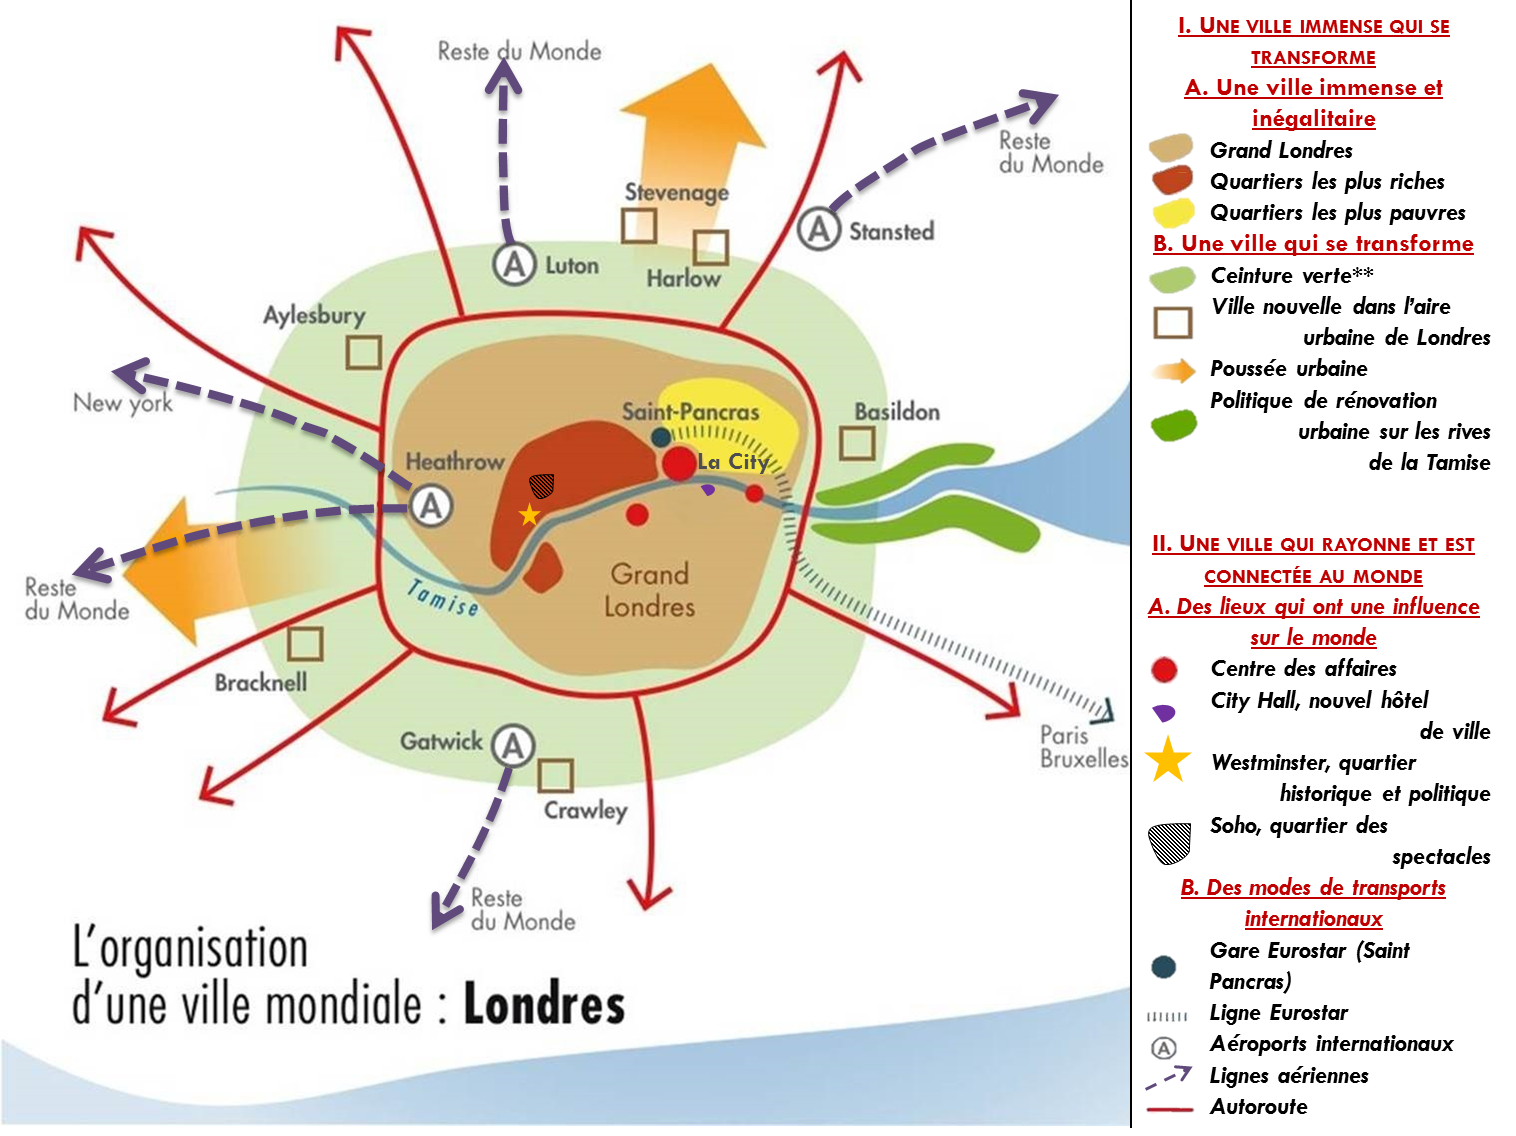 Reste du Monde
Reste
du Monde
Stevenage
Stansted
Luton
Harlow
Aylesbury
New york
Saint-Pancras
Basildon
Heathrow
La City
Reste
du Monde
Tamise
Grand
Londres
Bracknell
Gatwick
Paris
Bruxelles
Crawley
Reste
du Monde
A
A
A
A
L'organisation
d'une ville mondiale : Londres
I. UNE VILLE IMMENSE QUI SE
TRANSFORME
A. Une ville immense et
inégalitaire
Grand Londres
Quartiers les plus riches
Quartiers les plus pauvres
B. Une ville qui se transforme
Ceinture verte**
Ville nouvelle dans l'aire
urbaine de Londres
Poussée urbaine
Politique de rénovation
urbaine sur les rives
de la Tamise
II. UNE VILLE QUI RAYONNE ET EST
CONNECTÉE AU MONDE
A. Des lieux qui ont une influence
sur le monde
Centre des affaires
City Hall, nouvel hôtel
de ville
Westminster, quartier
historique et politique
Soho, quartier des
spectacles
B. Des modes de transports
internationaux
Gare Eurostar (Saint
Pancras)
Ligne Eurostar
A
Aéroports internationaux
Lignes aériennes
Autoroute